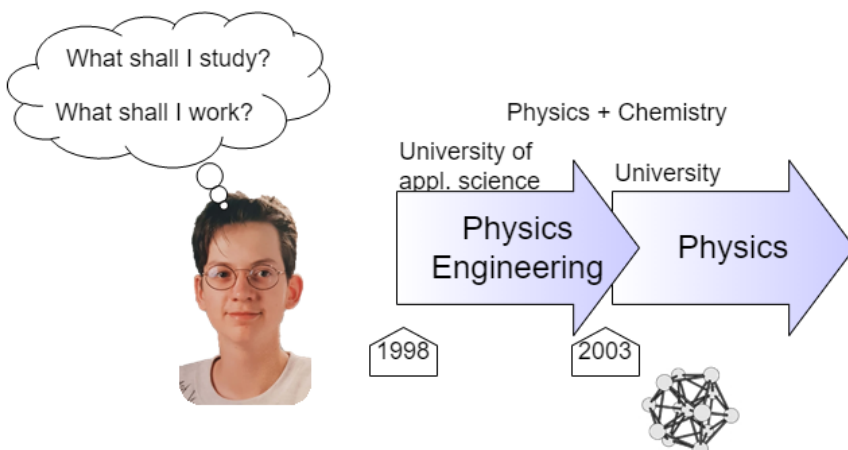 What shall I study?
What shall I work?
Physics + Chemistry
University of
appl. science
University
Physics
Engineering
Physics
1998
2003